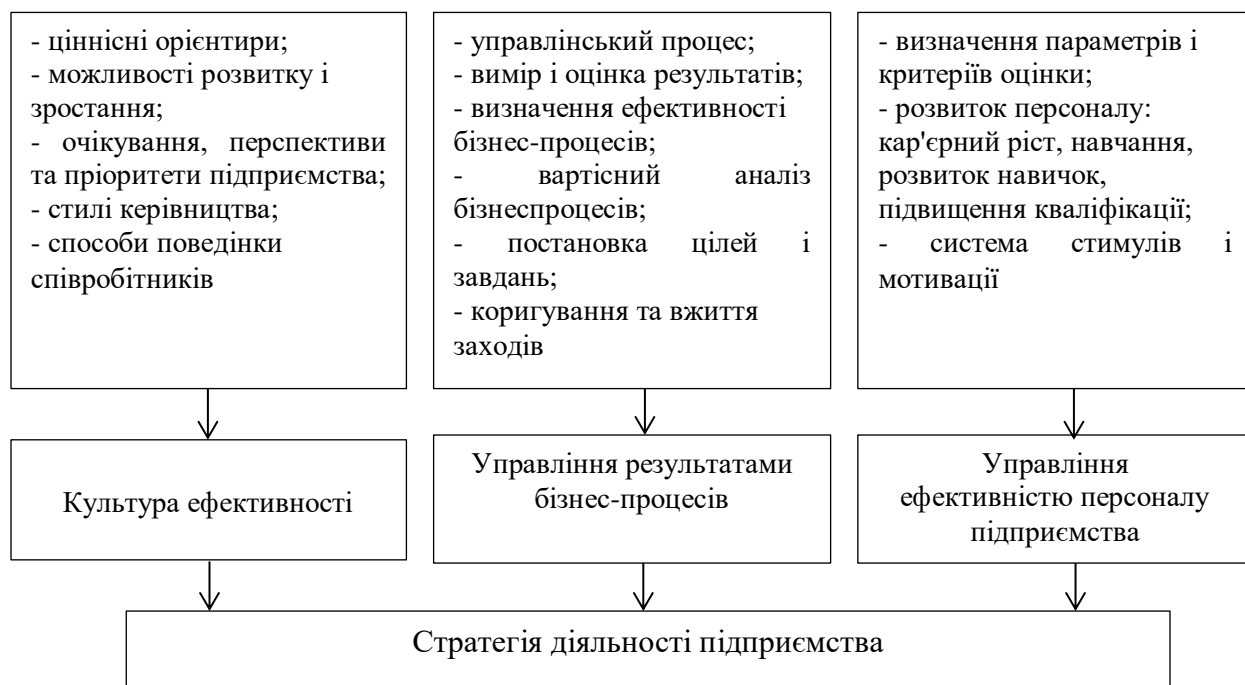 - ціннісні орієнтири;
- можливості розвитку і
зростання;
- очікування, перспективи
та пріоритети підприємства;
- стилі керівництва;
- способи поведінки
співробітників
- управлінський процес;
- вимір і оцінка результатів;
- визначення ефективності
бізнес-процесів;
- вартісний аналіз
бізнеспроцесів;
- постановка цілей і
завдань;
- коригування та вжиття
заходів
- визначення параметрів і
критеріїв оцінки;
- розвиток персоналу:
кар'єрний ріст, навчання,
розвиток навичок,
підвищення кваліфікації;
- система стимулів і
мотивації
Культура ефективності
Управління результатами
бізнес-процесів
Управління
ефективністю персоналу
підприємства
Стратегія діяльності підприємства